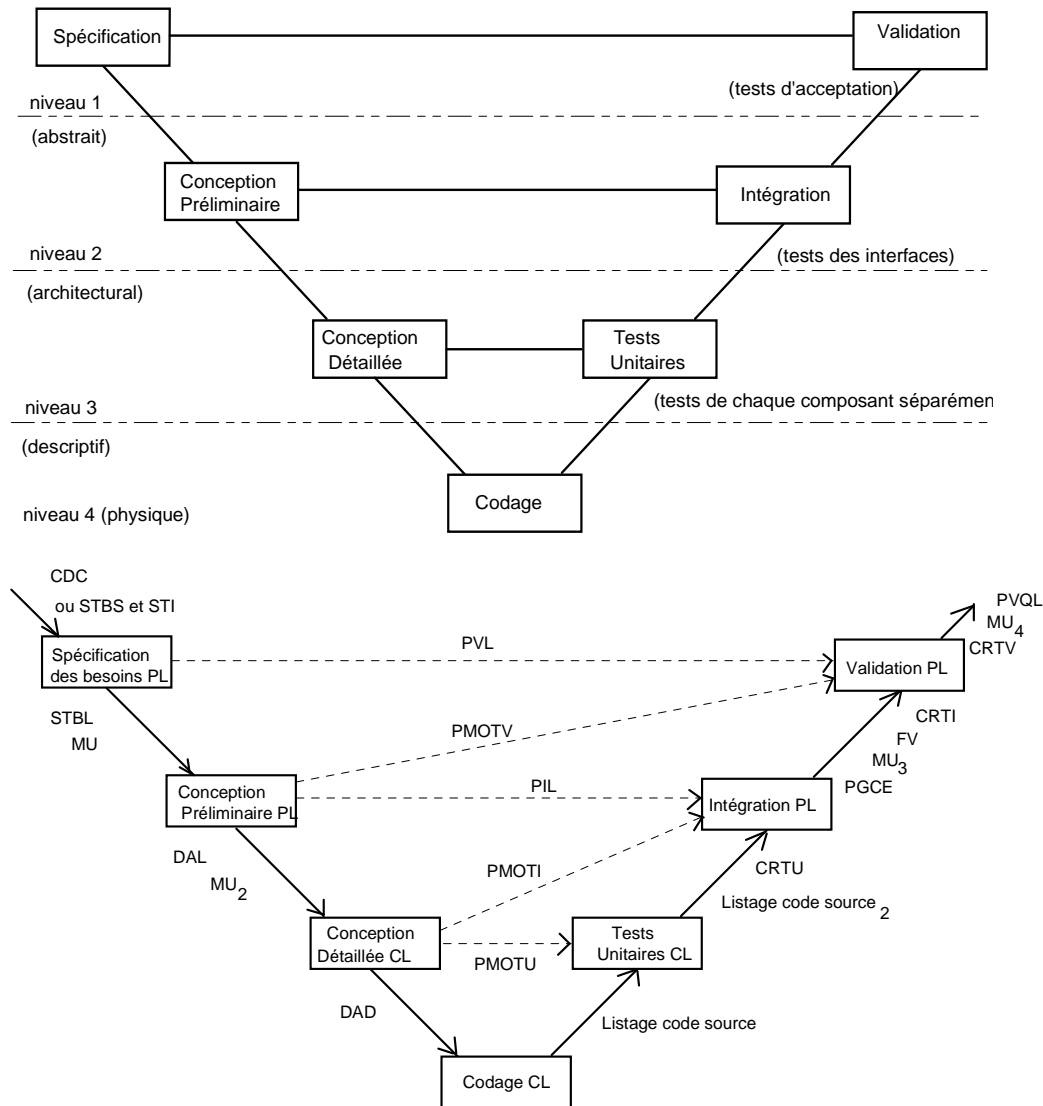 Spécification
Validation
(tests d'acceptation)
niveau 1
(abstrait)
Conception
Préliminaire
Intégration
niveau 2
(tests des interfaces)
(architectural)
Conception
Détaillée
Tests
Unitaires
niveau 3
(tests de chaque composant séparémen
(descriptif)
Codage
niveau 4 (physique)
CDC
ou STBS et STI
PVQL
MU4
CRTV
Spécification
des besoins PL
PVL
Validation PL
STBL
MU
PMOTV
CRTI
FV
MU3
PGCE
Conception
Préliminaire PL
PIL
Intégration PL
DAL
MU2
PMOTI
CRTU
Listage code source 2
Conception
Détaillée CL
PMOTU
Tests
Unitaires CL
DAD
Listage code source
Codage CL